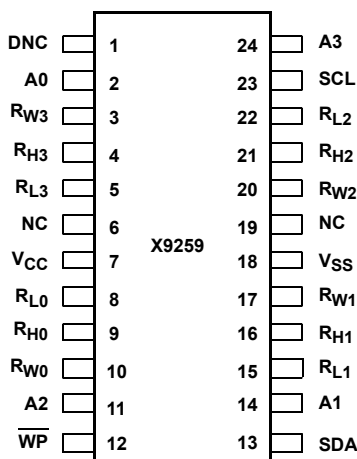 DNC 1 24 A3
A0 2 23 SCL
RW3 3 22 RL2
RH3 4 21 RH2
RL3 5 20 RW2
NC 6 19 NC
X9259
VCC 7 18 VSS
RL0 8 17 RW1
RH0 9 16 RH1
RW0 10 15 RL1
A2 11 14 A1
WP 12 13 SDA